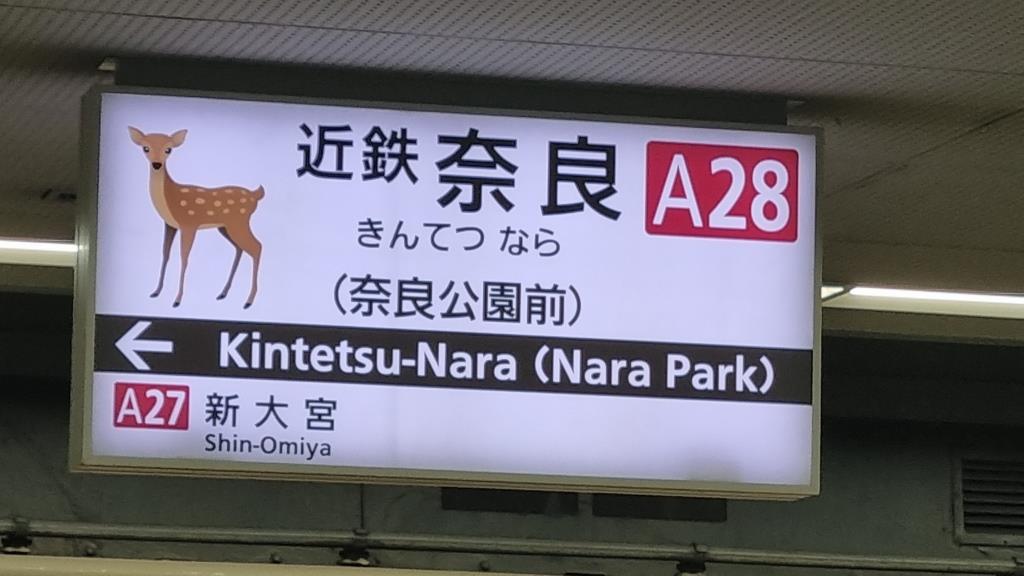 近鉄奈良 A28
きんてつ なら
(奈良公園前)
← Kintetsu-Nara (Nara Park)
A27 新大宮
Shin-Omiya